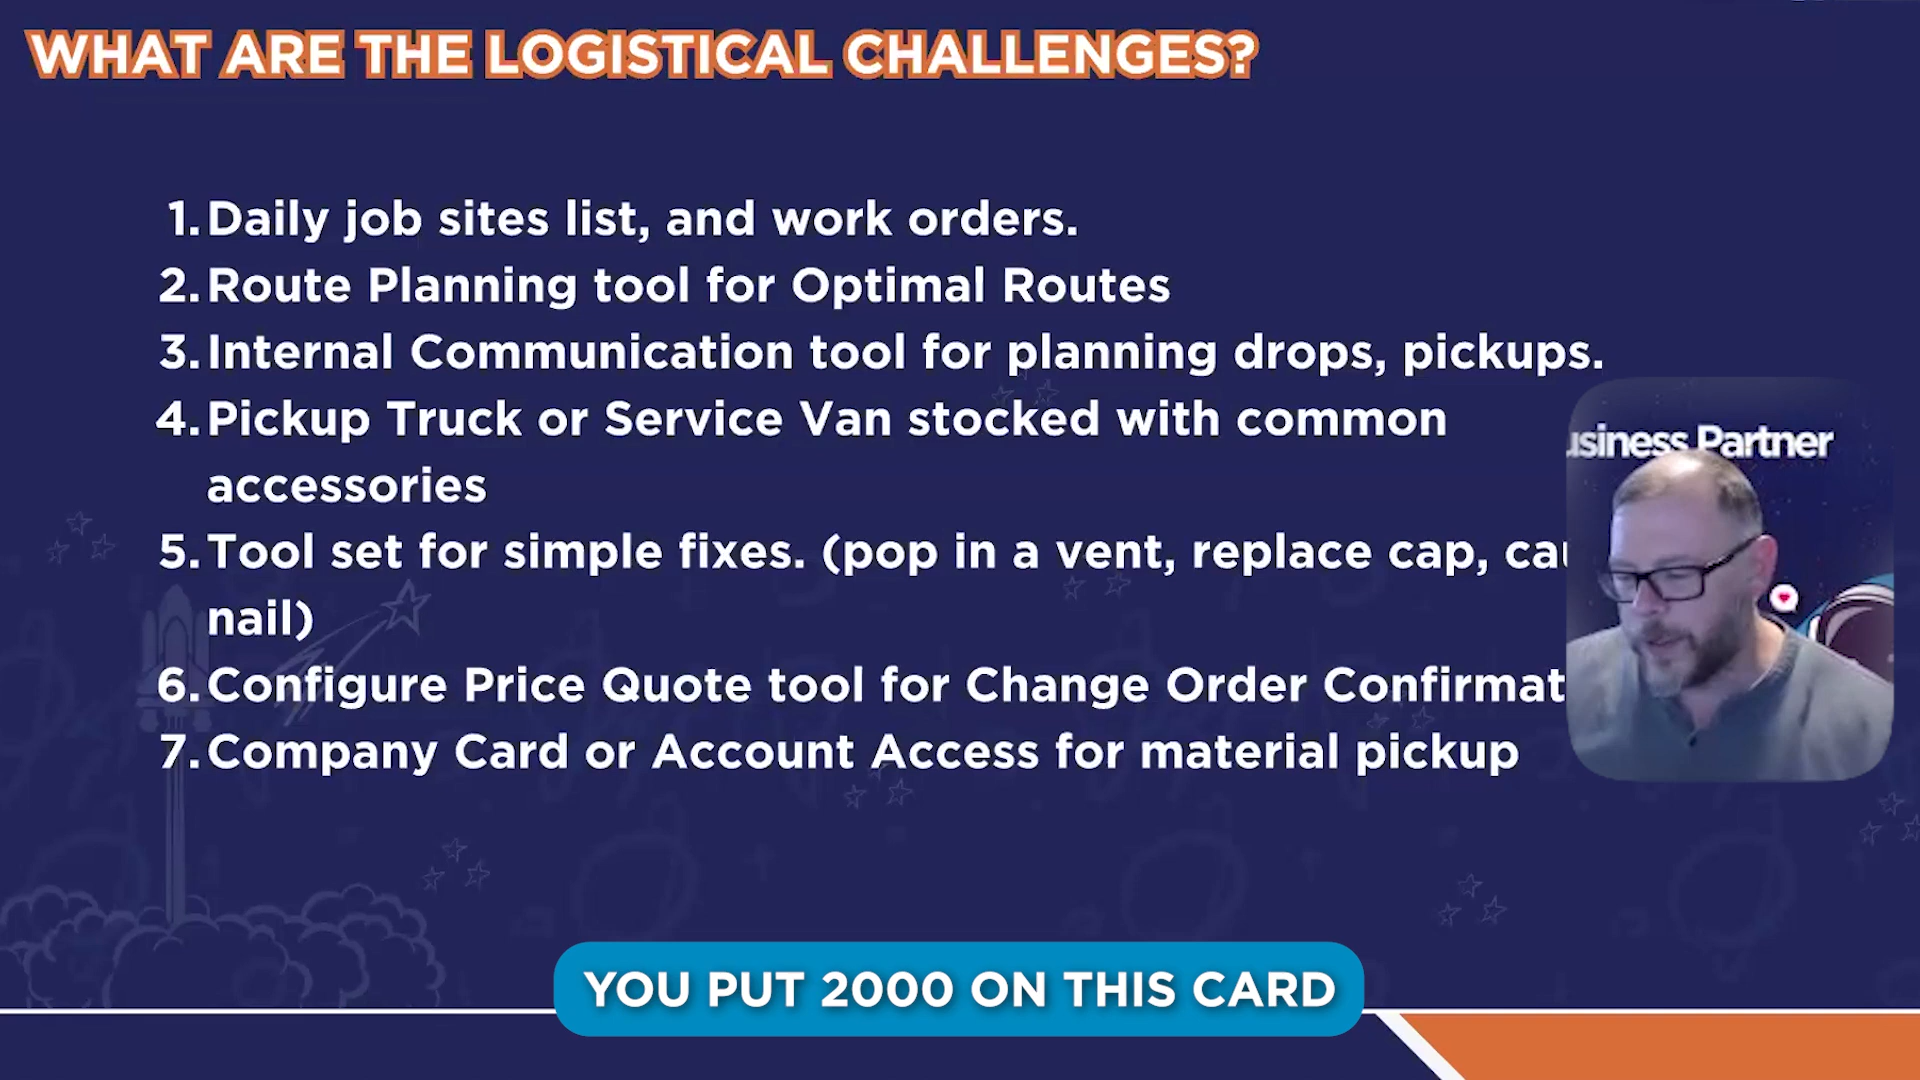 WHAT ARE THE LOGISTICAL CHALLENGES?
1. Daily job sites list, and work orders.
2. Route Planning tool for Optimal Routes
3. Internal Communication tool for planning drops, pickups.
4. Pickup Truck or Service Van stocked with common
accessories
5. Tool set for simple fixes. (pop in a vent, replace cap,
nail)
6. Configure Price Quote tool for Change Order
7. Company Card or Account Access for material pickup
Partner
YOU PUT 2000 ON THIS CARD